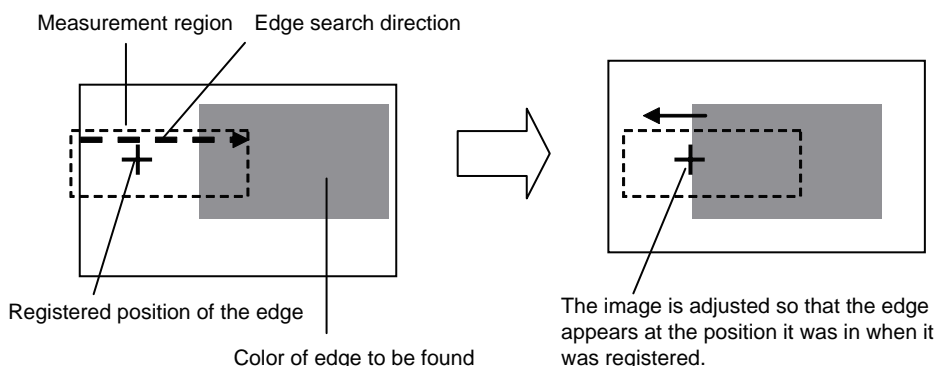 Measurement region
Edge search direction
Registered position of the edge
Color of edge to be found
The image is adjusted so that the edge
appears at the position it was in when it
was registered.